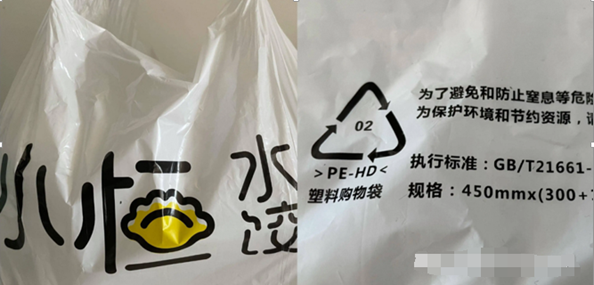 小恒水饺
02
>PE-HD<
塑料购物袋
为了避免和防止窒息等危险
为保护环境和节约资源，
执行标准：GB/T21661-
规格：450mmx(300+